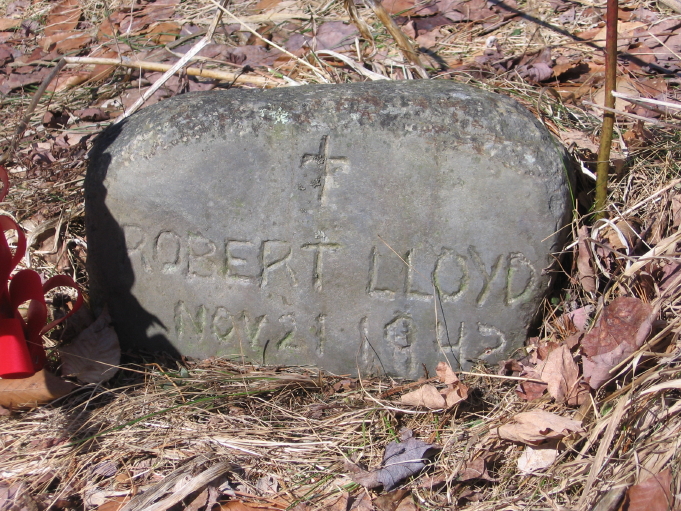 ROBERT LLOYD
NOV, 21 1942